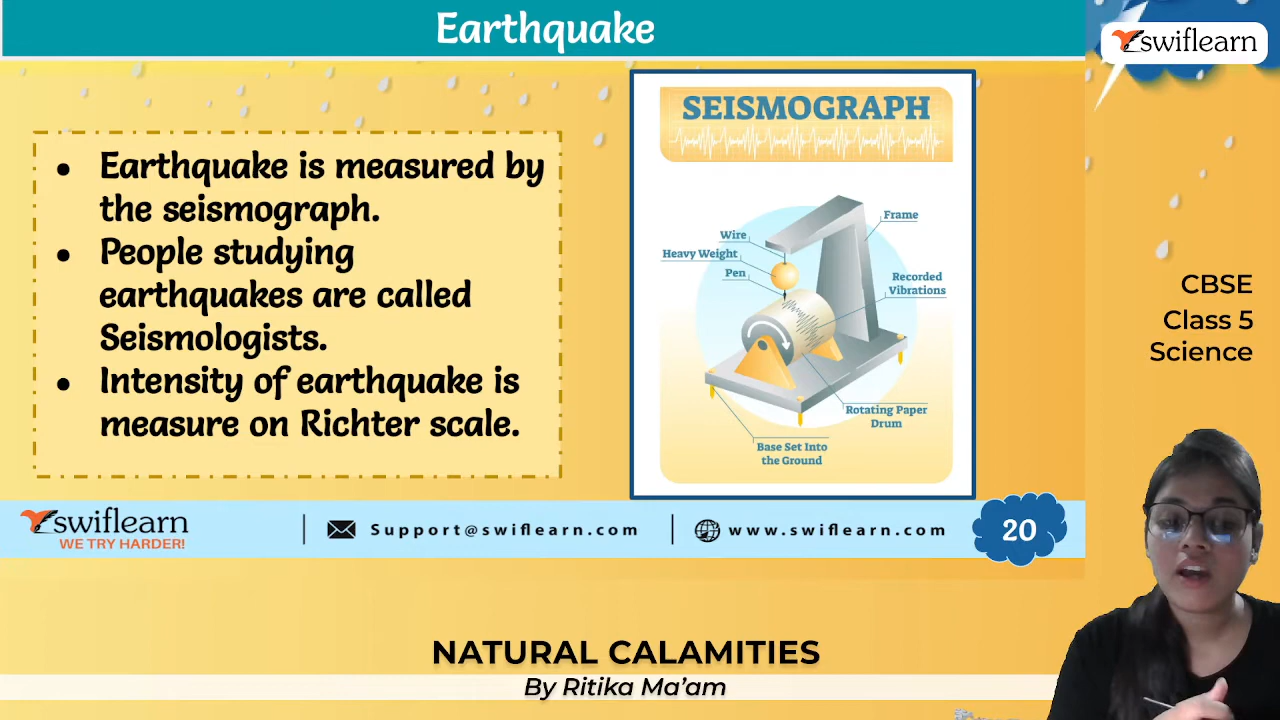 Earthquake
swiflearn
• Earthquake is measured by
the seismograph.
• People studying
earthquakes are called
Seismologists.
• Intensity of earthquake is
measure on Richter scale.
SEISMOGRAPH
Frame
Wire
Heavy Weight
Pen
Recorded
Vibrations
Rotating Paper
Drum
Base Set Into
the Ground
CBSE
Class 5
Science
swiflearn
WE TRY HARDER!
Support@swiflearn.com
www.swiflearn.com
20
NATURAL CALAMITIES
By Ritika Ma’am